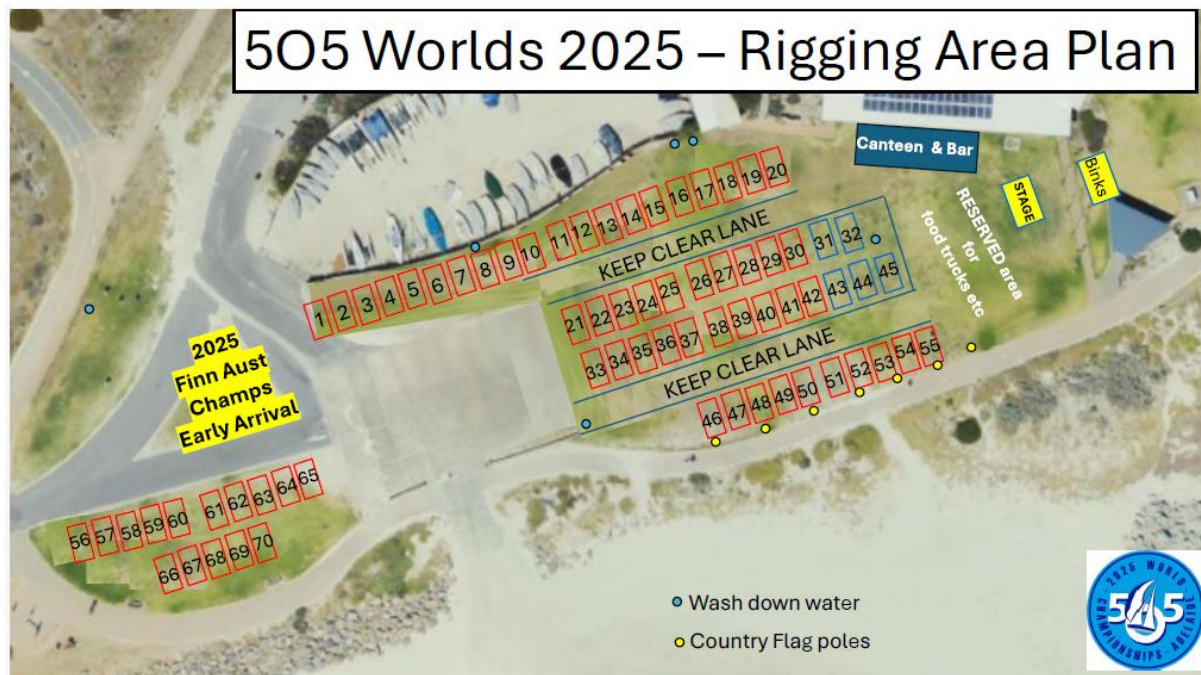 5O5 Worlds 2025 – Rigging Area Plan
Canteen & Bar
STAGE
Binks
RESERVED area
for
food trucks etc
1 2 3 4 5 6 7 8 9 10 11 12 13 14 15 16 17 18 19 20
KEEP CLEAR LANE
21 22 23 24 25 26 27 28 29 30 31 32
33 34 35 36 37 38 39 40 41 42 43 44 45
KEEP CLEAR LANE
46 47 48 49 50 51 52 53 54 55
2025
Finn Aust
Champs
Early Arrival
56 57 58 59 60 61 62 63 64 65
66 67 68 69 70
Wash down water
Country Flag poles
2025 WORLD
505
CHAMPIONSHIPS - ADELAIDE